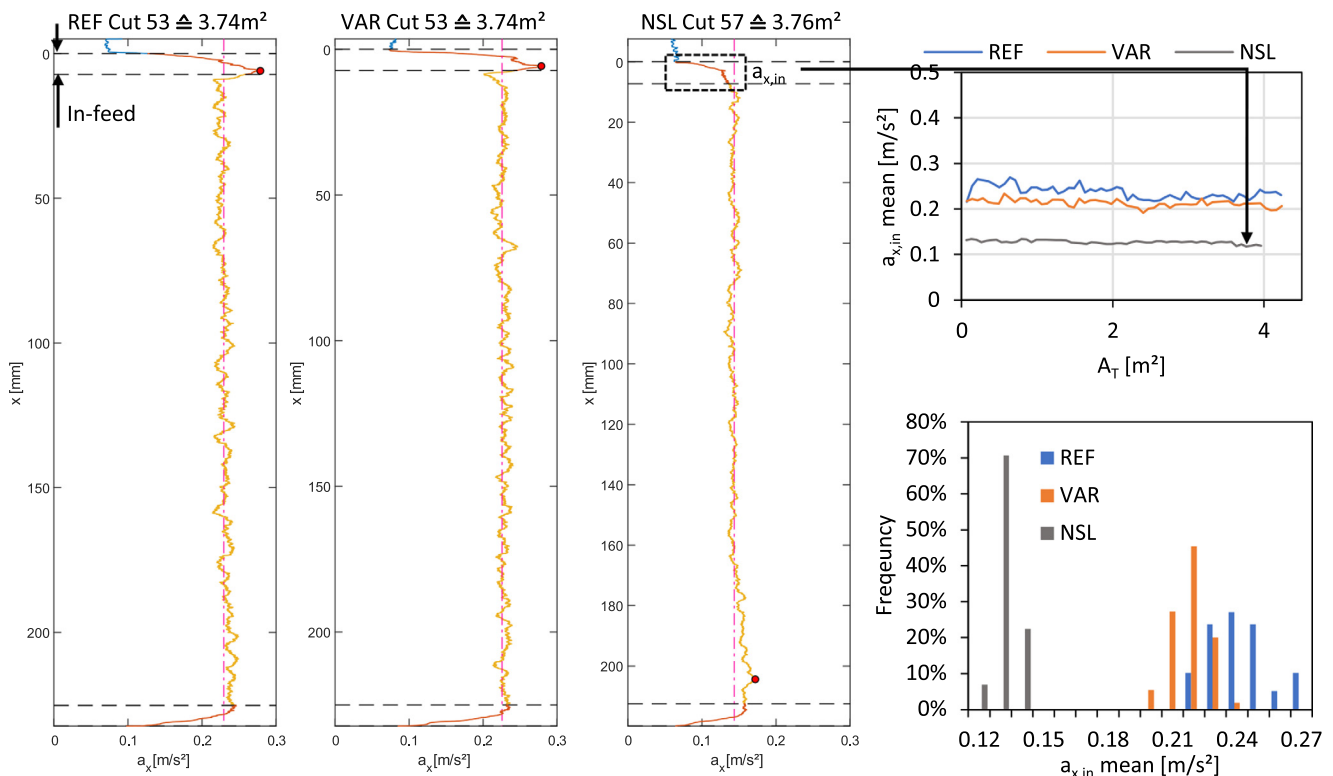 REF Cut 53 ≙ 3.74m²
VAR Cut 53 ≙ 3.74m²
NSL Cut 57 ≙ 3.76m²
0
50
100
150
200
x [mm]
In-feed
0
0.1
0.2
0.3
aₓ[m/s²]
0
50
100
150
200
x [mm]
0
0.1
0.2
0.3
aₓ[m/s²]
0
20
40
60
80
100
120
140
160
180
200
x [mm]
a_x,in
0
0.1
0.2
0.3
aₓ[m/s²]
REF VAR NSL
0.5
0.4
0.3
0.2
0.1
0
a_x,in mean [m/s²]
0 2 4
A_T [m²]
80%
70%
60%
50%
40%
30%
20%
10%
0%
Freqeuncy
REF
VAR
NSL
0.12 0.15 0.18 0.21 0.24 0.27
a_x,in mean [m/s²]